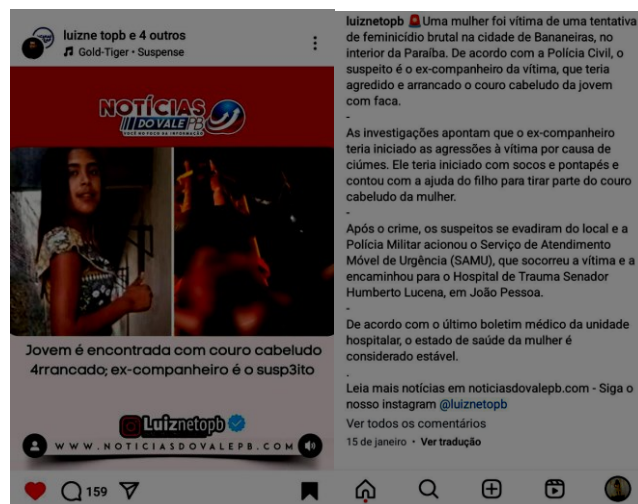 luizne topb e 4 outros
Gold-Tiger • Suspense
NOTÍCIAS
DO VALE PB
VOCÊ NO FOCO DA INFORMAÇÃO
Jovem é encontrada com couro cabeludo
4rrancado; ex-companheiro é o susp3ito
Luiznetopb
WWW.NOTICIASDOVALEPB.COM
159
luiznetopb 🚨Uma mulher foi vítima de uma tentativa
de feminicídio brutal na cidade de Bananeiras, no
interior da Paraíba. De acordo com a Polícia Civil, o
suspeito é o ex-companheiro da vítima, que teria
agredido e arrancado o couro cabeludo da jovem
com faca.
-
As investigações apontam que o ex-companheiro
teria iniciado as agressões à vítima por causa de
ciúmes. Ele teria iniciado com socos e pontapés e
contou com a ajuda do filho para tirar parte do couro
cabeludo da mulher.
-
Após o crime, os suspeitos se evadiram do local e a
Polícia Militar acionou o Serviço de Atendimento
Móvel de Urgência (SAMU), que socorreu a vítima e a
encaminhou para o Hospital de Trauma Senador
Humberto Lucena, em João Pessoa.
-
De acordo com o último boletim médico da unidade
hospitalar, o estado de saúde da mulher é
considerado estável.
-
Leia mais notícias em noticiasdovalepb.com - Siga o
nosso instagram @luiznetopb
Ver todos os comentários
15 de janeiro • Ver tradução